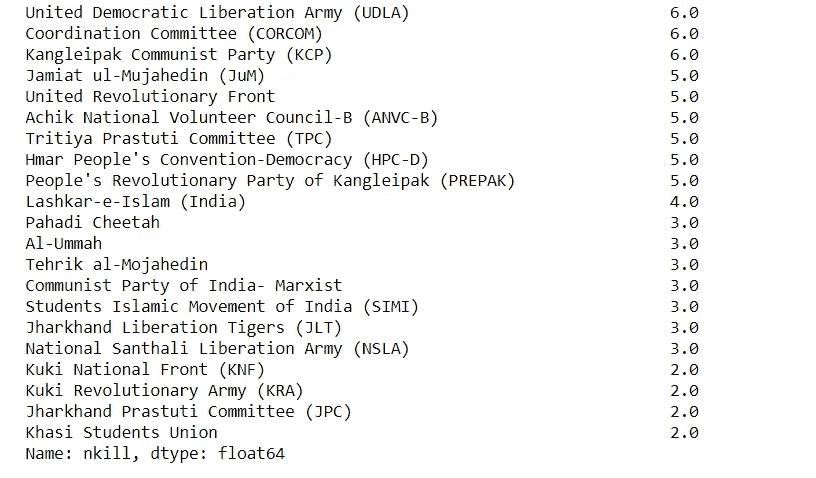 United Democratic Liberation Army (UDLA) 6.0
Coordination Committee (CORCOM) 6.0
Kangleipak Communist Party (KCP) 6.0
Jamiat ul-Mujahedin (JuM) 5.0
United Revolutionary Front 5.0
Achik National Volunteer Council-B (ANVC-B) 5.0
Tritiya Prastuti Committee (TPC) 5.0
Hmar People's Convention-Democracy (HPC-D) 5.0
People's Revolutionary Party of Kangleipak (PREPAK) 5.0
Lashkar-e-Islam (India) 4.0
Pahadi Cheetah 3.0
Al-Ummah 3.0
Tehrik al-Mojahedin 3.0
Communist Party of India- Marxist 3.0
Students Islamic Movement of India (SIMI) 3.0
Jharkhand Liberation Tigers (JLT) 3.0
National Santhali Liberation Army (NSLA) 3.0
Kuki National Front (KNF) 2.0
Kuki Revolutionary Army (KRA) 2.0
Jharkhand Prastuti Committee (JPC) 2.0
Khasi Students Union 2.0
Name: nkill, dtype: float64